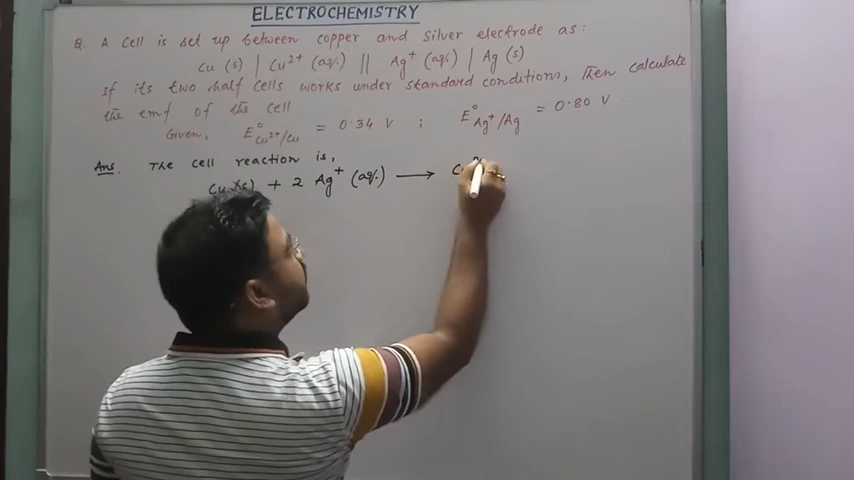 ELECTROCHEMISTRY
Q. A cell is set up between copper and silver electrode as:
Cu (s) | Cu²⁺ (aq.) || Ag⁺ (aq.) | Ag (s)
If its two half cells works under standard conditions, Then calculate
the emf of the cell
Given, E°Cu²⁺/Cu = 0.34 V ; E°Ag⁺/Ag = 0.80 V
Ans. The cell reaction is,
Cu (s) + 2 Ag⁺ (aq.) ⟶